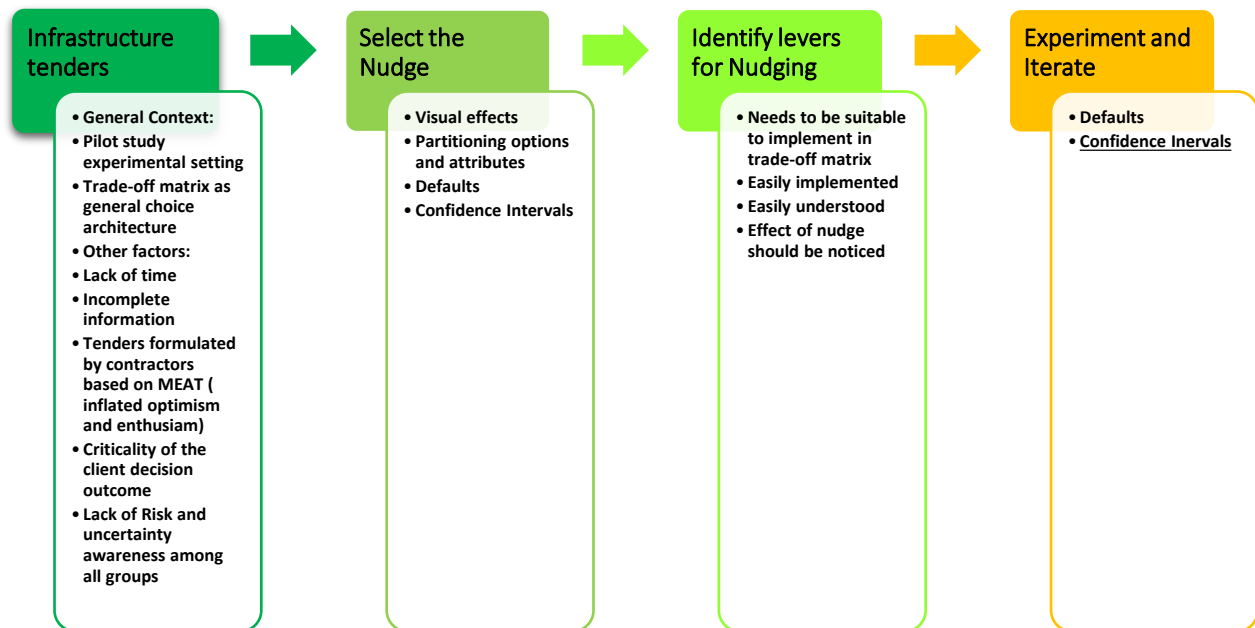 Infrastructure
tenders
• General Context:
• Pilot study
experimental setting
• Trade-off matrix as
general choice
architecture
• Other factors:
• Lack of time
• Incomplete
information
• Tenders formulated
by contractors
based on MEAT (
inflated optimism
and enthusiam)
• Criticality of the
client decision
outcome
• Lack of Risk and
uncertainty
awareness among
all groups
Select the
Nudge
• Visual effects
• Partitioning options
and attributes
• Defaults
• Confidence Intervals
Identify levers
for Nudging
• Needs to be suitable
to implement in
trade-off matrix
• Easily implemented
• Easily understood
• Effect of nudge
should be noticed
Experiment and
Iterate
• Defaults
• Confidence Inervals